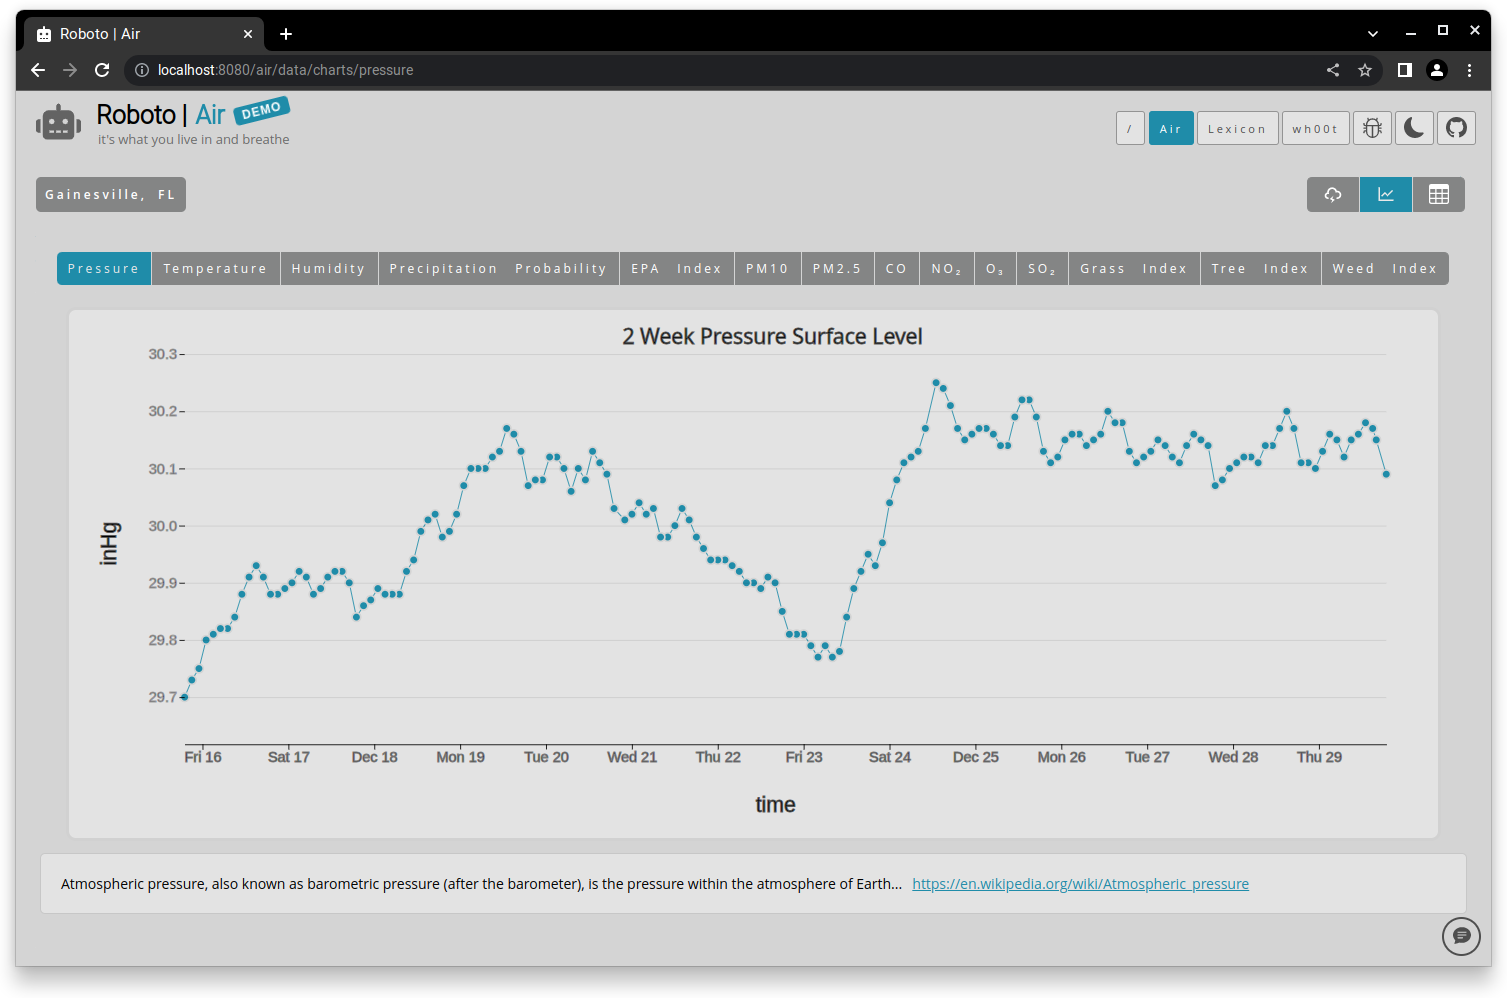 Roboto | Air
localhost:8080/air/data/charts/pressure
Roboto | Air DEMO
it's what you live in and breathe
/ Air Lexicon wh00t
Gainesville, FL
Pressure Temperature Humidity Precipitation Probability EPA Index PM10 PM2.5 CO NO₂ O₃ SO₂ Grass Index Tree Index Weed Index
2 Week Pressure Surface Level
30.3
30.2
30.1
30.0
29.9
29.8
29.7
inHg
Fri 16 Sat 17 Dec 18 Mon 19 Tue 20 Wed 21 Thu 22 Fri 23 Sat 24 Dec 25 Mon 26 Tue 27 Wed 28 Thu 29
time
Atmospheric pressure, also known as barometric pressure (after the barometer), is the pressure within the atmosphere of Earth... https://en.wikipedia.org/wiki/Atmospheric_pressure